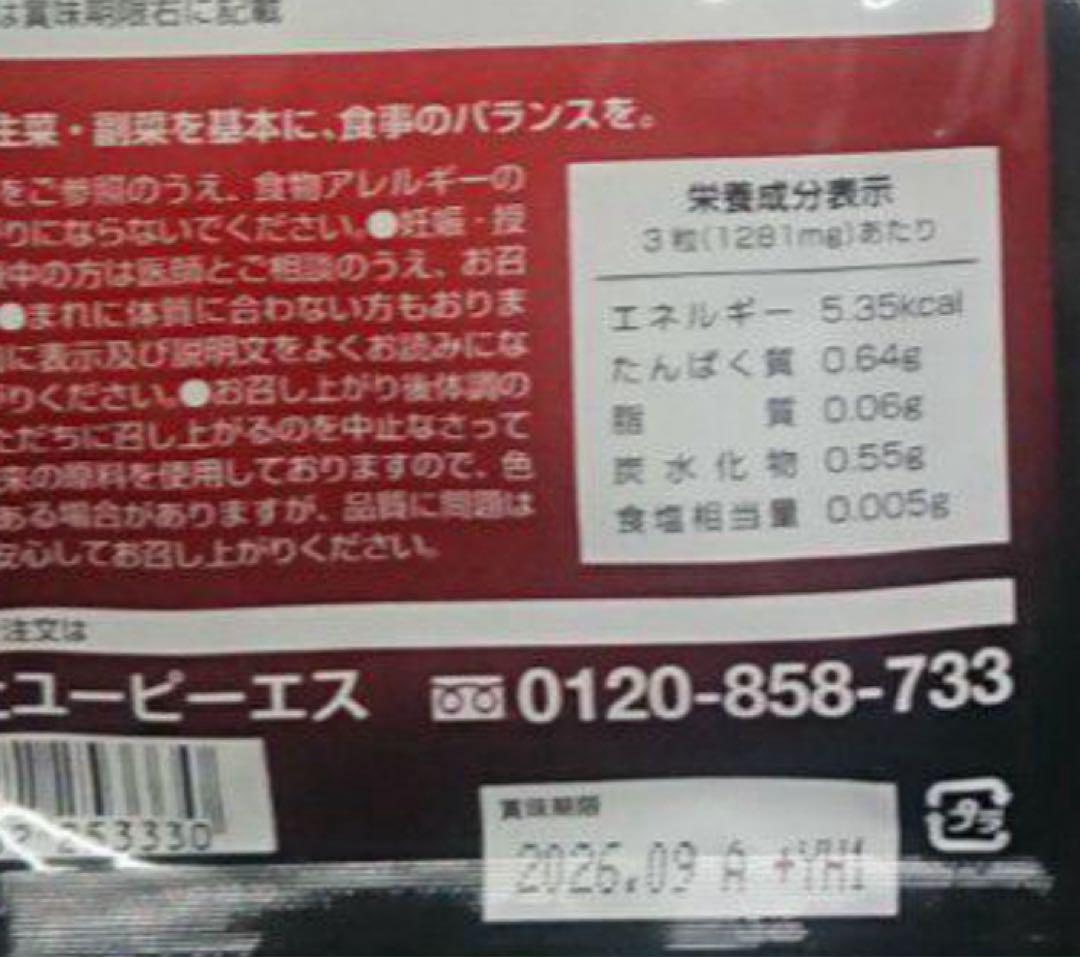 は賞味期限右に記載
主菜・副菜を基本に、食事のバランスを。
をご参照のうえ、食物アレルギーの
りにならないでください。●妊娠・授
中の方は医師とご相談のうえ、お召
●まれに体質に合わない方もおりま
に表示及び説明文をよくお読みにな
りください。●お召し上がり後体調の
ただちに召し上がるのを中止なさって
来の原料を使用しておりますので、色
ある場合がありますが、品質に問題は
安心してお召し上がりください。
栄養成分表示
3粒(1281mg)あたり
エネルギー 5.35kcal
たんぱく質 0.64g
脂質 0.06g
炭水化物 0.55g
食塩相当量 0.005g
注文は
ユーピーエス 0120-858-733
253330
賞味期限
2026.09 A +YH1
プラ